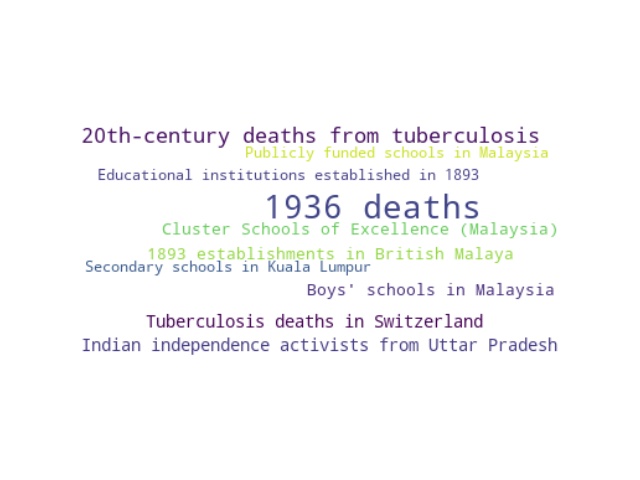 20th-century deaths from tuberculosis
Publicly funded schools in Malaysia
Educational institutions established in 1893
1936 deaths
Cluster Schools of Excellence (Malaysia)
1893 establishments in British Malaya
Secondary schools in Kuala Lumpur
Boys' schools in Malaysia
Tuberculosis deaths in Switzerland
Indian independence activists from Uttar Pradesh